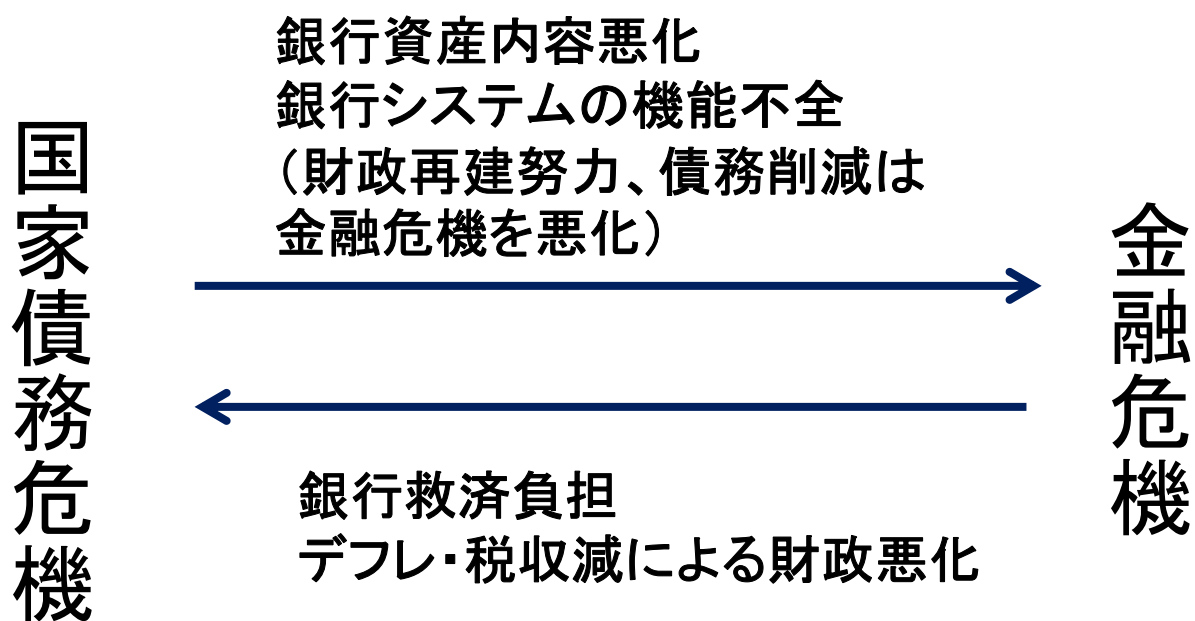 国家債務危機
銀行資産内容悪化
銀行システムの機能不全
（財政再建努力、債務削減は
金融危機を悪化）
金融危機
銀行救済負担
デフレ・税収減による財政悪化